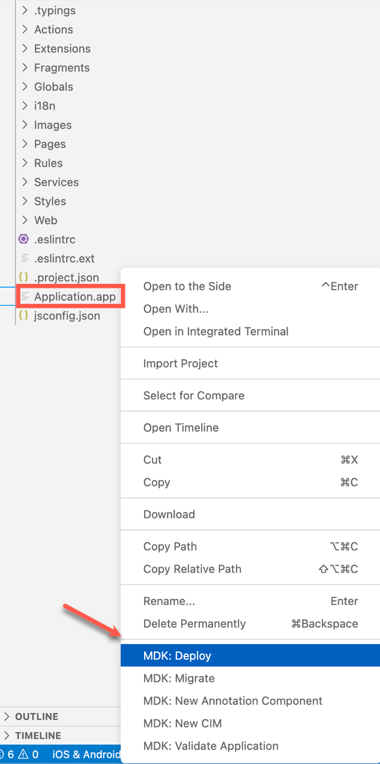 .typings
Actions
Extensions
Fragments
Globals
i18n
Images
Pages
Rules
Services
Styles
Web
.eslintrc
.eslintrc.ext
.project.json
Application.app
jsconfig.json
Open to the Side ^Enter
Open With...
Open in Integrated Terminal
Import Project
Select for Compare
Open Timeline
Cut ⌘X
Copy ⌘C
Download
Copy Path ⌥⌘C
Copy Relative Path ⇧⌥⌘C
Rename... Enter
Delete Permanently ⌘Backspace
MDK: Deploy
MDK: Migrate
MDK: New Annotation Component
MDK: New CIM
MDK: Validate Application
OUTLINE
TIMELINE
6 0 iOS & Android